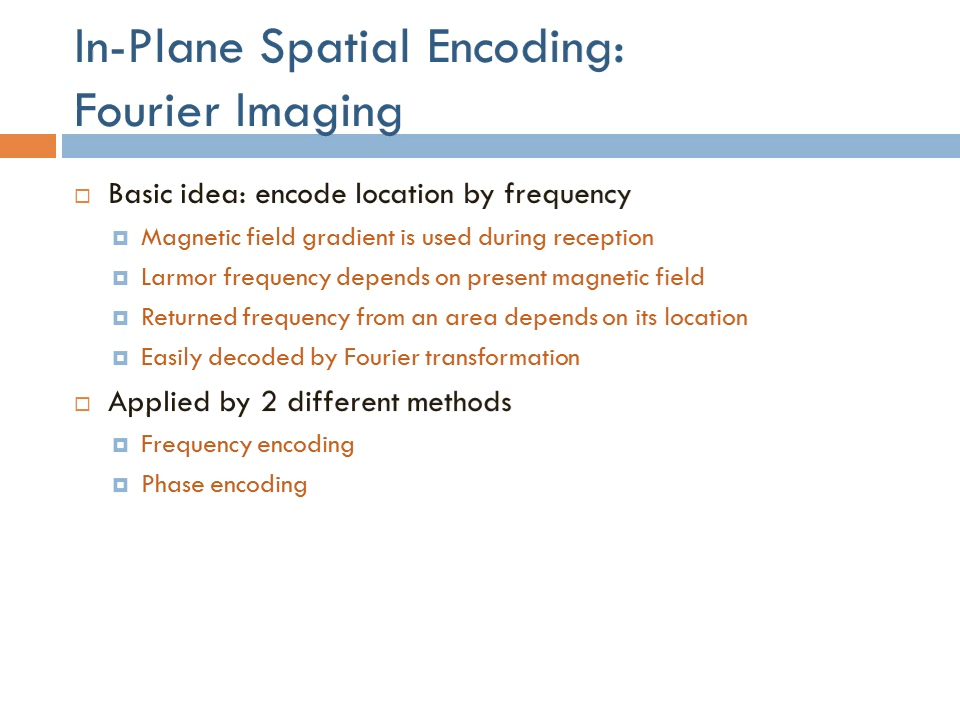 In-Plane Spatial Encoding:
Fourier Imaging
Basic idea: encode location by frequency
Magnetic field gradient is used during reception
Larmor frequency depends on present magnetic field
Returned frequency from an area depends on its location
Easily decoded by Fourier transformation
Applied by 2 different methods
Frequency encoding
Phase encoding